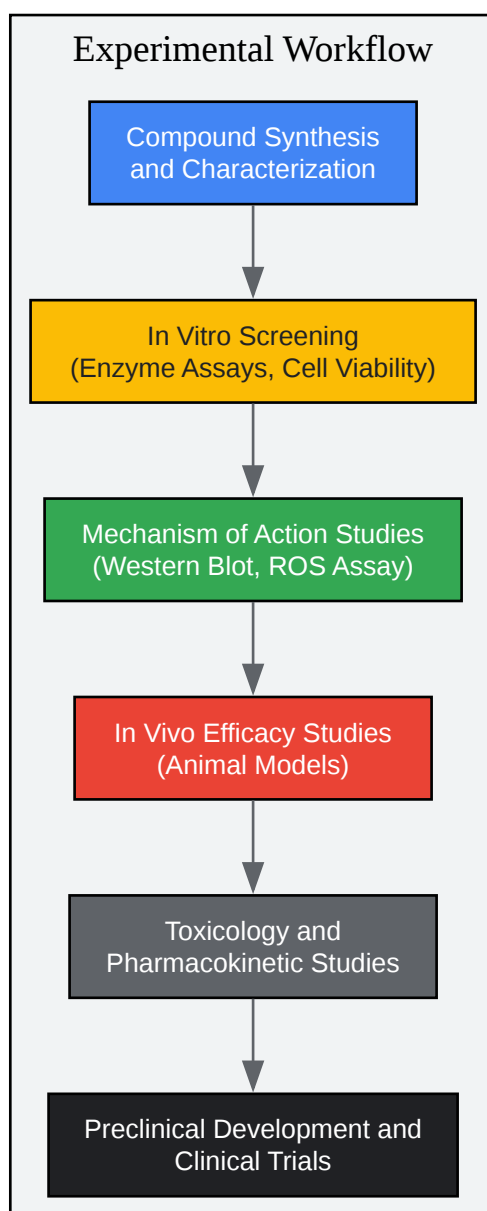 Experimental Workflow
Compound Synthesis
and Characterization
In Vitro Screening
(Enzyme Assays, Cell Viability)
Mechanism of Action Studies
(Western Blot, ROS Assay)
In Vivo Efficacy Studies
(Animal Models)
Toxicology and
Pharmacokinetic Studies
Preclinical Development and
Clinical Trials